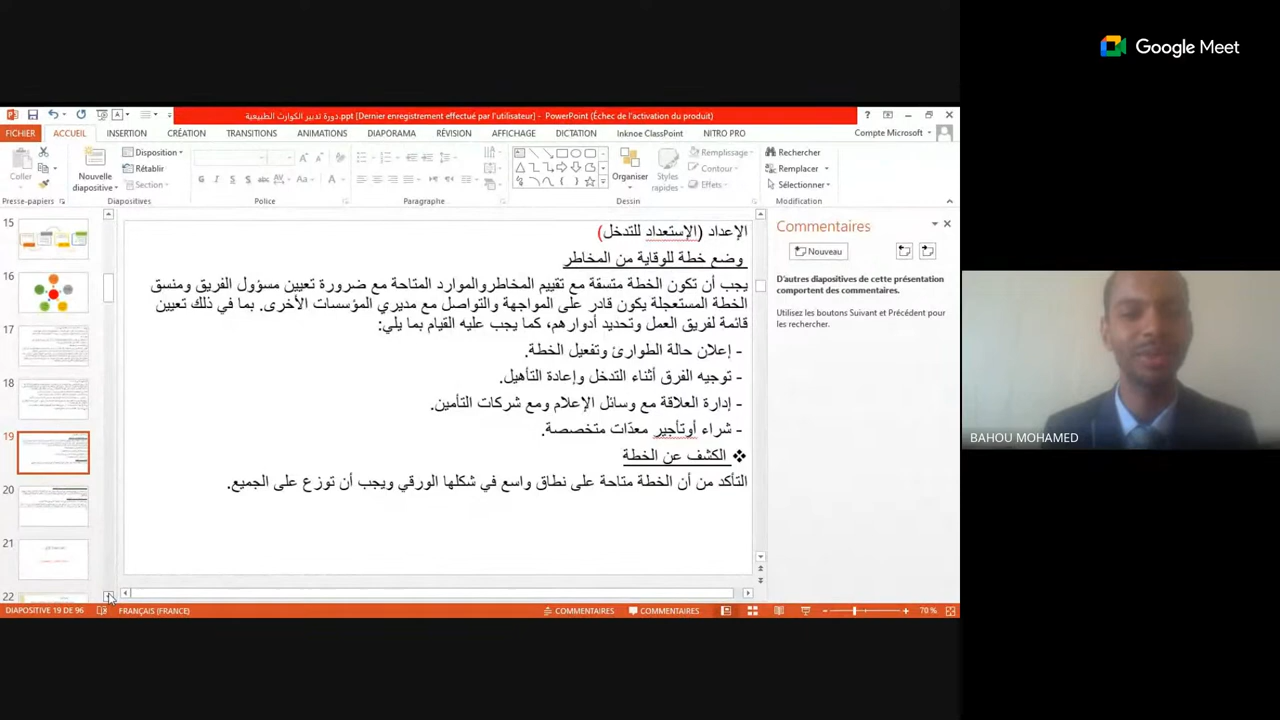 Google Meet
دورة تدبير الكوارث الطبيعية.ppt [Dernier enregistrement effectué par l'utilisateur] - PowerPoint (Échec de l'activation du produit)
FICHIER ACCUEIL INSERTION CRÉATION TRANSITIONS ANIMATIONS DIAPORAMA RÉVISION AFFICHAGE DICTATION Inknoe ClassPoint NITRO PRO Compte Microsoft
Coller
Nouvelle diapositive
Disposition
Rétablir
Section
Organiser
Styles rapides
Remplissage
Contour
Effets
Rechercher
Remplacer
Sélectionner
Presse-papiers Diapositives Police Paragraphe Dessin Modification
15
16
17
18
19
20
21
22
الإعداد (الإستعداد للتدخل)
وضع خطة للوقاية من المخاطر
يجب أن تكون الخطة متسقة مع تقييم المخاطروالموارد المتاحة مع ضرورة تعيين مسؤول الفريق ومنسق
الخطة المستعجلة يكون قادر على المواجهة والتواصل مع مديري المؤسسات الأخرى. بما في ذلك تعيين
قائمة لفريق العمل وتحديد أدوارهم، كما يجب عليه القيام بما يلي:
- إعلان حالة الطوارئ وتفعيل الخطة.
- توجيه الفرق أثناء التدخل وإعادة التأهيل.
- إدارة العلاقة مع وسائل الإعلام ومع شركات التأمين.
- شراء أوتأجير معدّات متخصصة.
❖ الكشف عن الخطة
التأكد من أن الخطة متاحة على نطاق واسع في شكلها الورقي ويجب أن توزع على الجميع.
Commentaires
Nouveau
D'autres diapositives de cette présentation
comportent des commentaires.
Utilisez les boutons Suivant et Précédent pour
les rechercher.
BAHOU MOHAMED
DIAPOSITIVE 19 DE 96 FRANÇAIS (FRANCE) COMMENTAIRES COMMENTAIRES 70 %